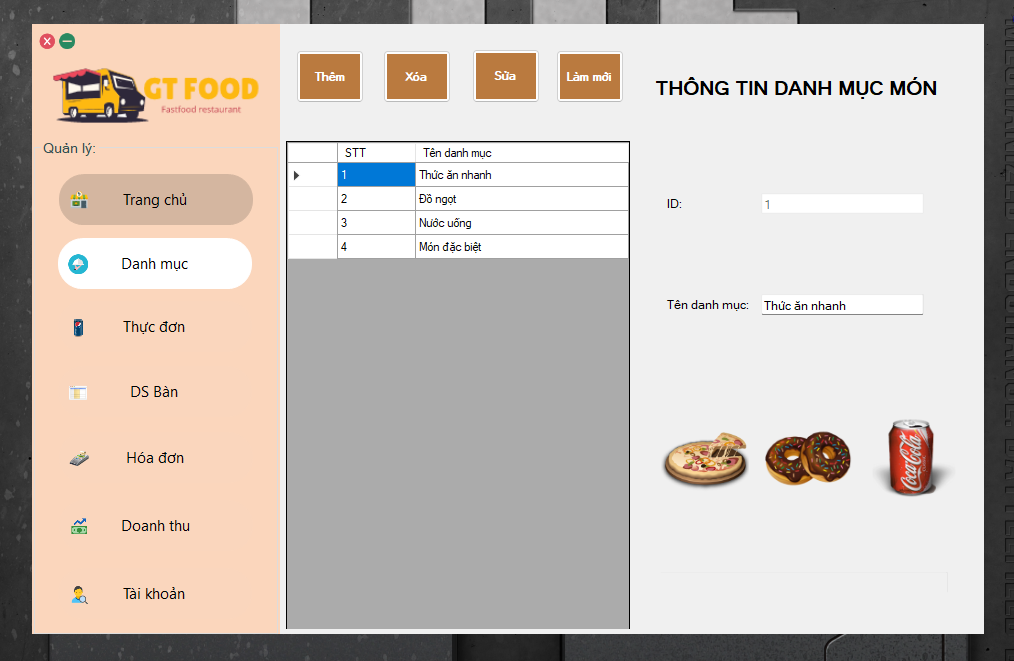 GT FOOD
Fastfood restaurant
Quản lý:
Trang chủ
Danh mục
Thực đơn
DS Bàn
Hóa đơn
Doanh thu
Tài khoản
Thêm
Xóa
Sửa
Làm mới
STT Tên danh mục
1 Thức ăn nhanh
2 Đồ ngọt
3 Nước uống
4 Món đặc biệt
THÔNG TIN DANH MỤC MÓN
ID: 1
Tên danh mục: Thức ăn nhanh
Coca-Cola